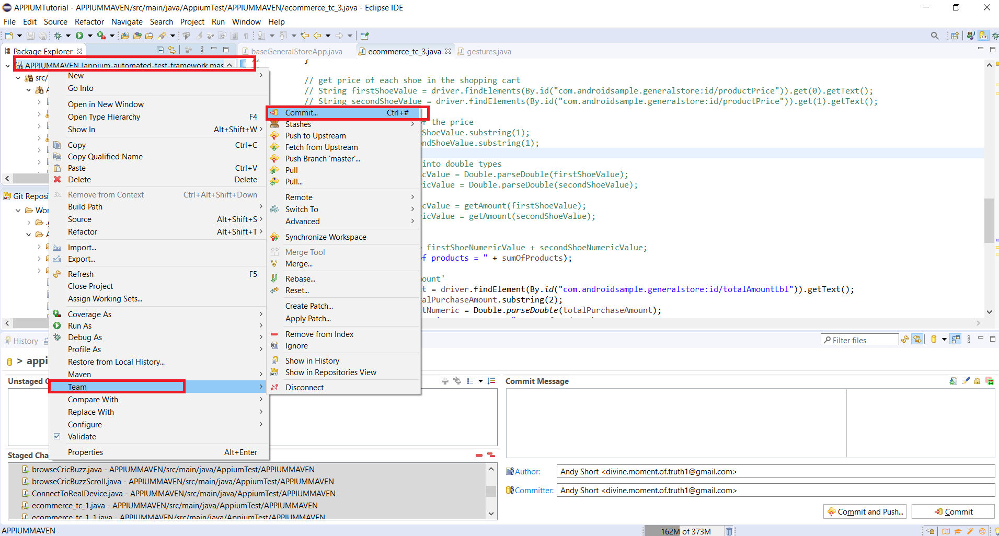 APPIUMTutorial - APPIUMMAVEN/src/main/java/AppiumTest/APPIUMMAVEN/ecommerce_tc_3.java - Eclipse IDE
File Edit Source Refactor Navigate Search Project Run Window Help
Package Explorer
baseGeneralStoreApp.java
ecommerce_tc_3.java
gestures.java
APPIUMMAVEN [appium-automated-test-framework mas
src/
New
Go Into
Open in New Window
Open Type Hierarchy F4
Show In Alt+Shift+W
Copy Ctrl+C
Copy Qualified Name
Paste Ctrl+V
Delete Delete
Remove from Context Ctrl+Alt+Shift+Down
Build Path
Source Alt+Shift+S
Refactor Alt+Shift+T
Import...
Export...
Refresh F5
Close Project
Assign Working Sets...
Coverage As
Run As
Debug As
Profile As
Restore from Local History...
Maven
Team
Compare With
Replace With
Configure
Validate
Properties Alt+Enter
Commit... Ctrl+#
Stashes
Push to Upstream
Fetch from Upstream
Push Branch 'master'...
Pull
Pull...
Remote
Switch To
Advanced
Synchronize Workspace
Merge Tool
Merge...
Rebase...
Reset...
Create Patch...
Apply Patch...
Remove from Index
Ignore
Show in History
Show in Repositories View
Disconnect
}
// get price of each shoe in the shopping cart
// String firstShoeValue = driver.findElements(By.id("com.androidsample.generalstore:id/productPrice")).get(0).getText();
// String secondShoeValue = driver.findElements(By.id("com.androidsample.generalstore:id/productPrice")).get(1).getText();
of the price
ShoeValue.substring(1);
ndShoeValue.substring(1);
into double types
icValue = Double.parseDouble(firstShoeValue);
ricValue = Double.parseDouble(secondShoeValue);
icValue = getAmount(firstShoeValue);
ricValue = getAmount(secondShoeValue);
= firstShoeNumericValue + secondShoeNumericValue;
of products = " + sumOfProducts);
mount'
nt = driver.findElement(By.id("com.androidsample.generalstore:id/totalAmountLbl")).getText();
talPurchaseAmount.substring(2);
ntNumeric = Double.parseDouble(totalPurchaseAmount);
Git Reposi
Wor
History
Filter files
> appi
Unstaged C
Commit Message
Staged Cha
browseCricBuzz.java - APPIUMMAVEN/src/main/java/AppiumTest/APPIUMMAVEN
browseCricBuzzScroll.java - APPIUMMAVEN/src/main/java/AppiumTest/APPIUMMAVEN
ConnectToRealDevice.java - APPIUMMAVEN/src/main/java/AppiumTest/APPIUMMAVEN
ecommerce_tc_1.java - APPIUMMAVEN/src/main/java/AppiumTest/APPIUMMAVEN
ecommerce_tc_1_1.java - APPIUMMAVEN/src/main/java/AppiumTest/APPIUMMAVEN
Author: Andy Short <divine.moment.of.truth1@gmail.com>
Committer: Andy Short <divine.moment.of.truth1@gmail.com>
Commit and Push... Commit
APPIUMMAVEN
162M of 373M